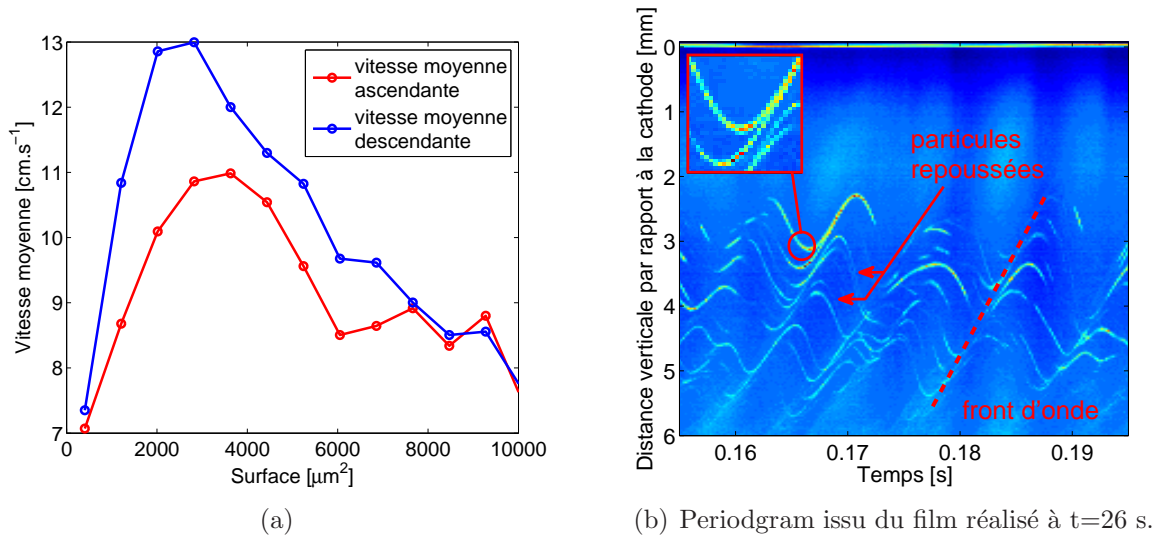 13
12
11
10
9
8
7
0
2000
4000
6000
8000
10000
Vitesse moyenne [cm.s⁻¹]
Surface [µm²]
vitesse moyenne
ascendante
vitesse moyenne
descendante
(a)
0
1
2
3
4
5
6
0.16
0.17
0.18
0.19
Distance verticale par rapport à la cathode [mm]
Temps [s]
particules
repoussées
front d'onde
(b) Periodgram issu du film réalisé à t=26 s.